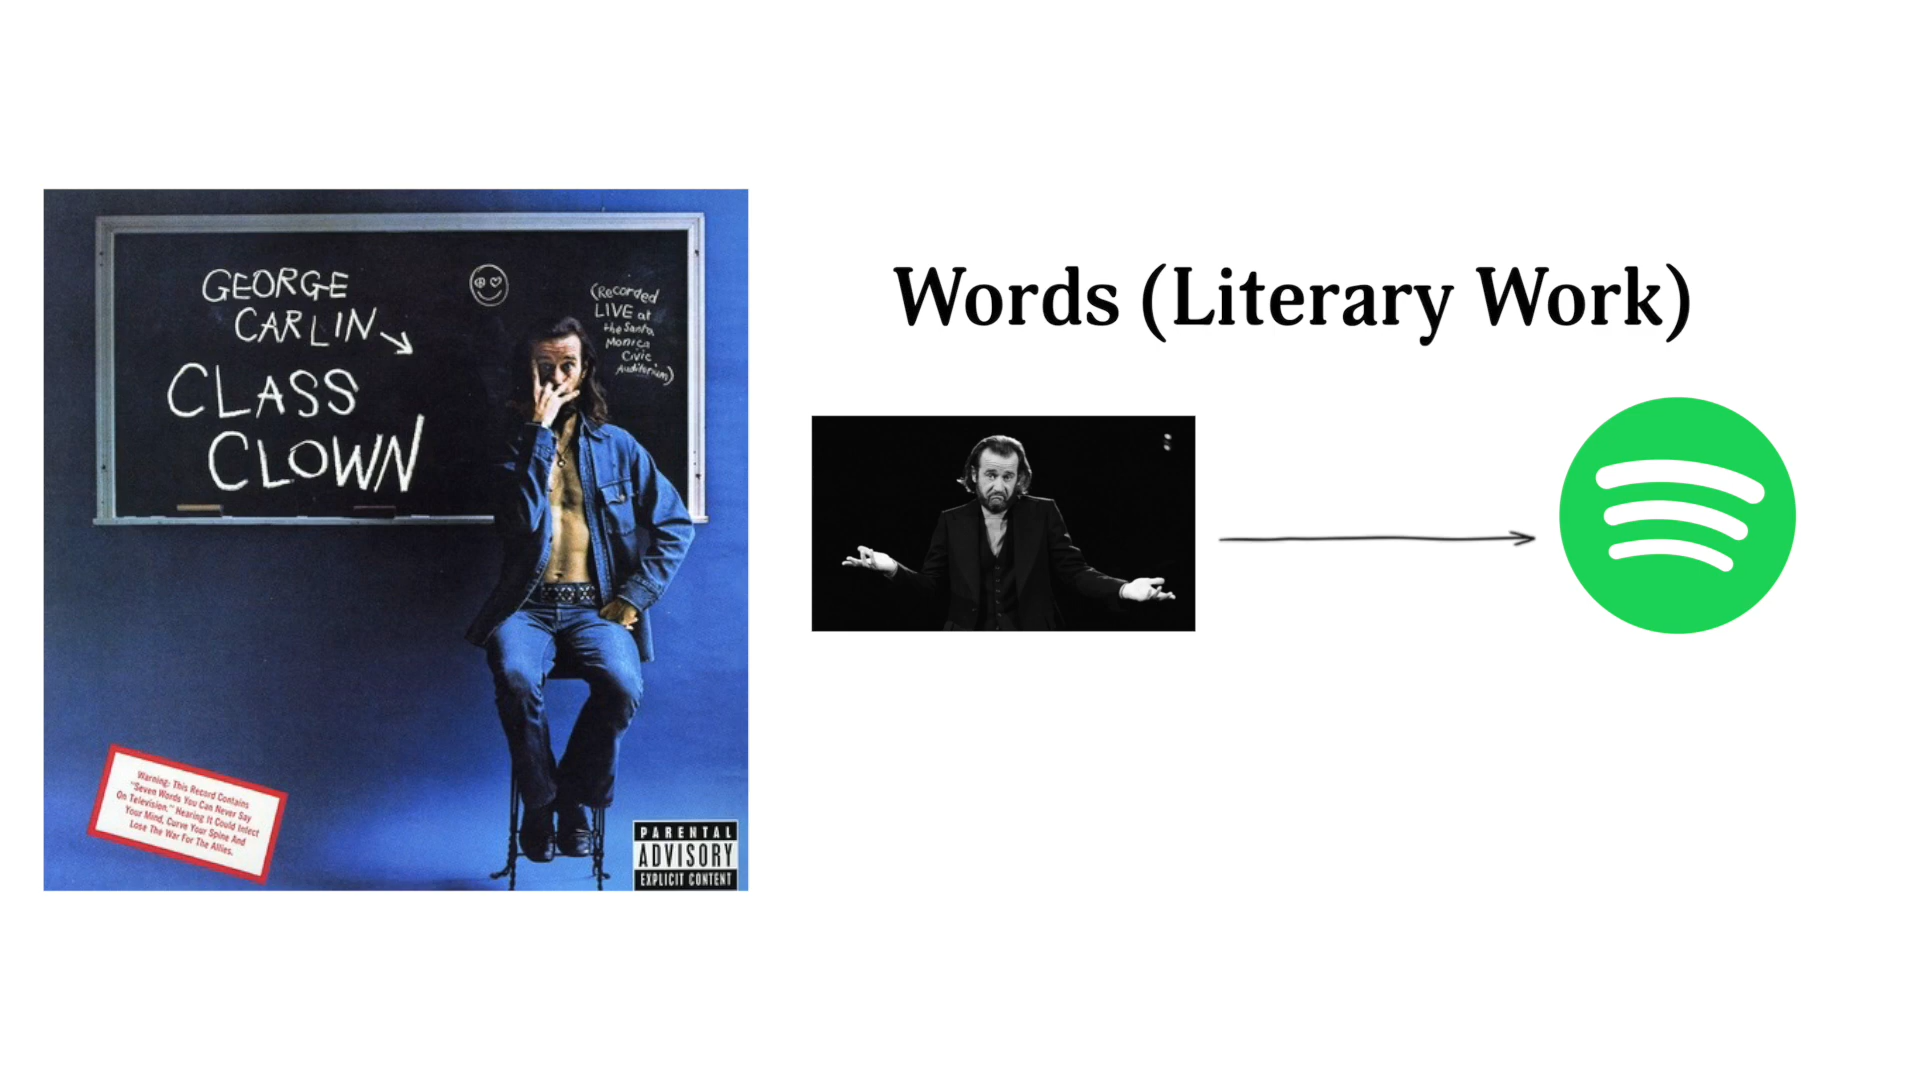 GEORGE
CARLIN
CLASS
CLOWN
(Recorded
LIVE at
the Santa
Monica
Civic
Auditorium)
Warning: This Record Contains
"Seven Words You Can Never Say
On Television." Hearing It Could Infect
Your Mind, Curve Your Spine And
Lose The War For The Allies.
PARENTAL
ADVISORY
EXPLICIT CONTENT
Words (Literary Work)